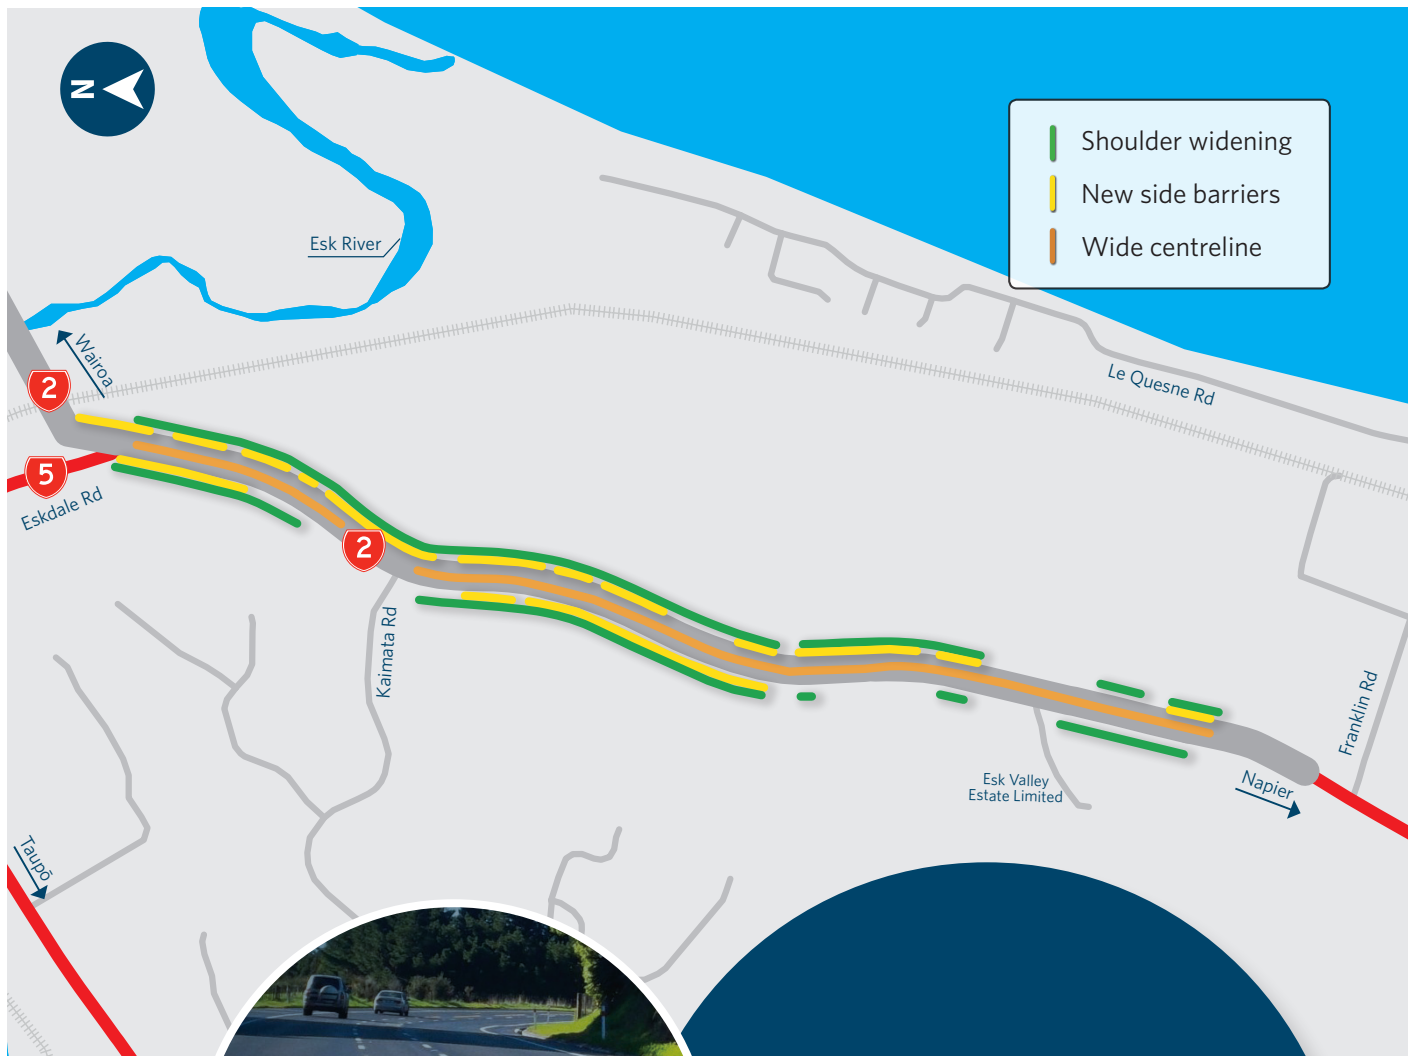 N
Shoulder widening
New side barriers
Wide centreline
Esk River
Wairoa
2
Le Quesne Rd
5
Eskdale Rd
2
Kaimata Rd
Franklin Rd
Esk Valley
Estate Limited
Napier
Taupō